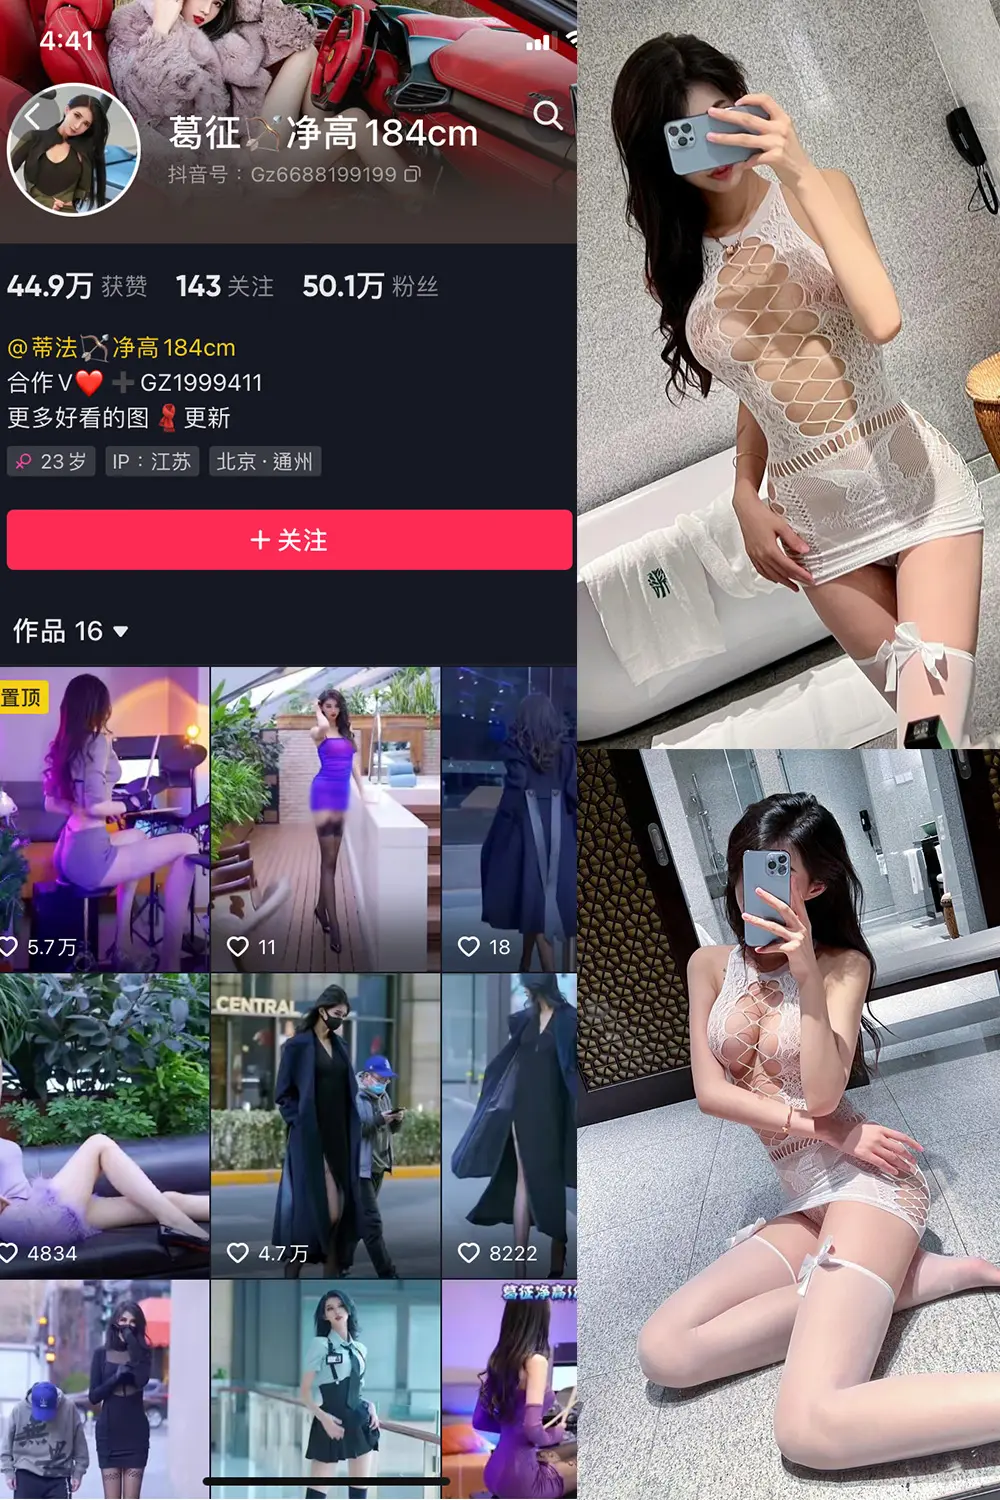 4:41
葛征🏹净高184cm
抖音号：Gz6688199199
44.9万 获赞 143 关注 50.1万 粉丝
@蒂法🏹净高184cm
合作V❤️➕GZ1999411
更多好看的图🧣更新
23岁 IP：江苏 北京·通州
+关注
作品 16
置顶
5.7万 11 18
CENTRAL
4834 4.7万 8222
葛征净高